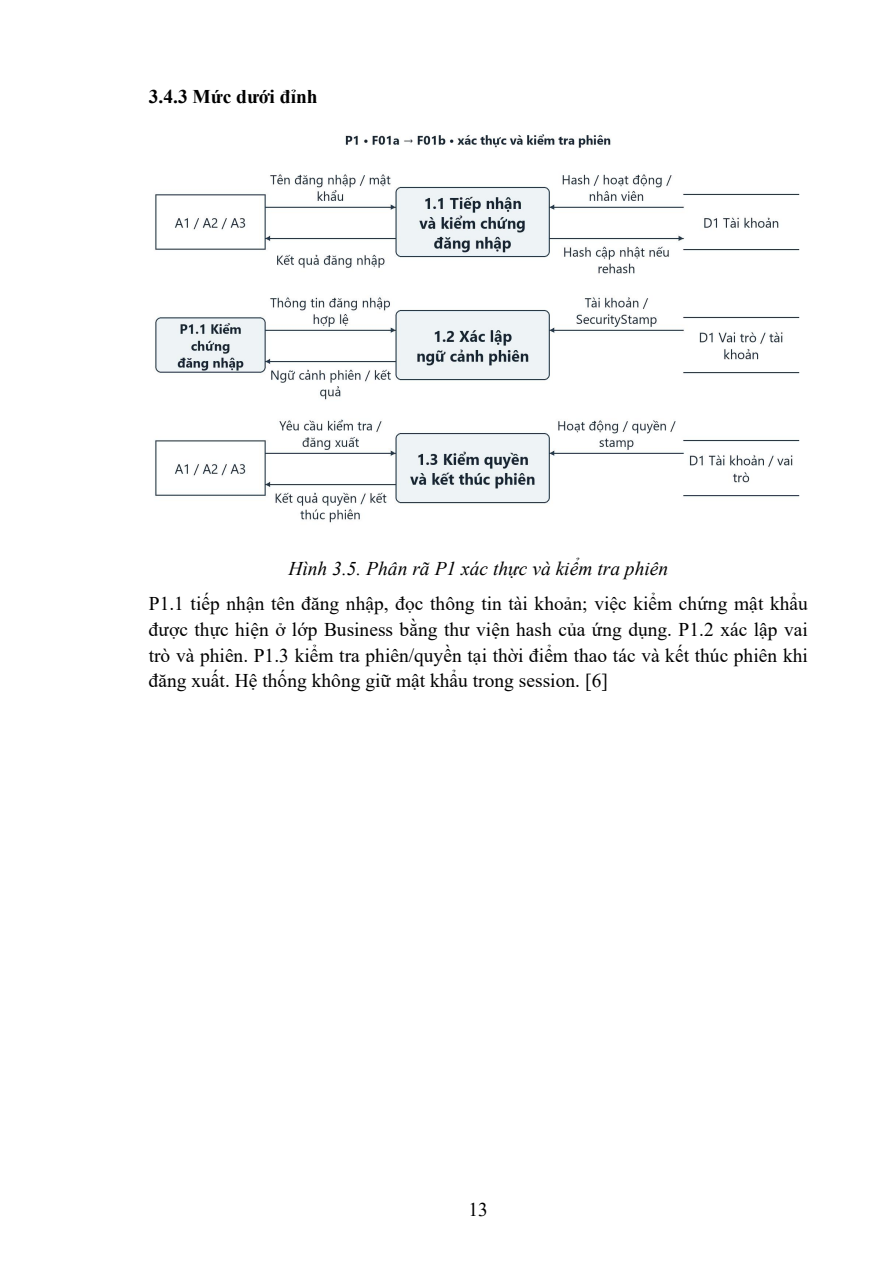 3.4.3 Mức dưới đỉnh
P1 • F01a → F01b • xác thực và kiểm tra phiên
Tên đăng nhập / mật
khẩu
Hash / hoạt động /
nhân viên
A1 / A2 / A3
1.1 Tiếp nhận
và kiểm chứng
đăng nhập
D1 Tài khoản
Kết quả đăng nhập
Hash cập nhật nếu
rehash
Thông tin đăng nhập
hợp lệ
Tài khoản /
SecurityStamp
P1.1 Kiểm
chứng
đăng nhập
1.2 Xác lập
ngữ cảnh phiên
D1 Vai trò / tài
khoản
Ngữ cảnh phiên / kết
quả
Yêu cầu kiểm tra /
đăng xuất
Hoạt động / quyền /
stamp
A1 / A2 / A3
1.3 Kiểm quyền
và kết thúc phiên
D1 Tài khoản / vai
trò
Kết quả quyền / kết
thúc phiên
Hình 3.5. Phân rã P1 xác thực và kiểm tra phiên
P1.1 tiếp nhận tên đăng nhập, đọc thông tin tài khoản; việc kiểm chứng mật khẩu
được thực hiện ở lớp Business bằng thư viện hash của ứng dụng. P1.2 xác lập vai
trò và phiên. P1.3 kiểm tra phiên/quyền tại thời điểm thao tác và kết thúc phiên khi
đăng xuất. Hệ thống không giữ mật khẩu trong session. [6]
13